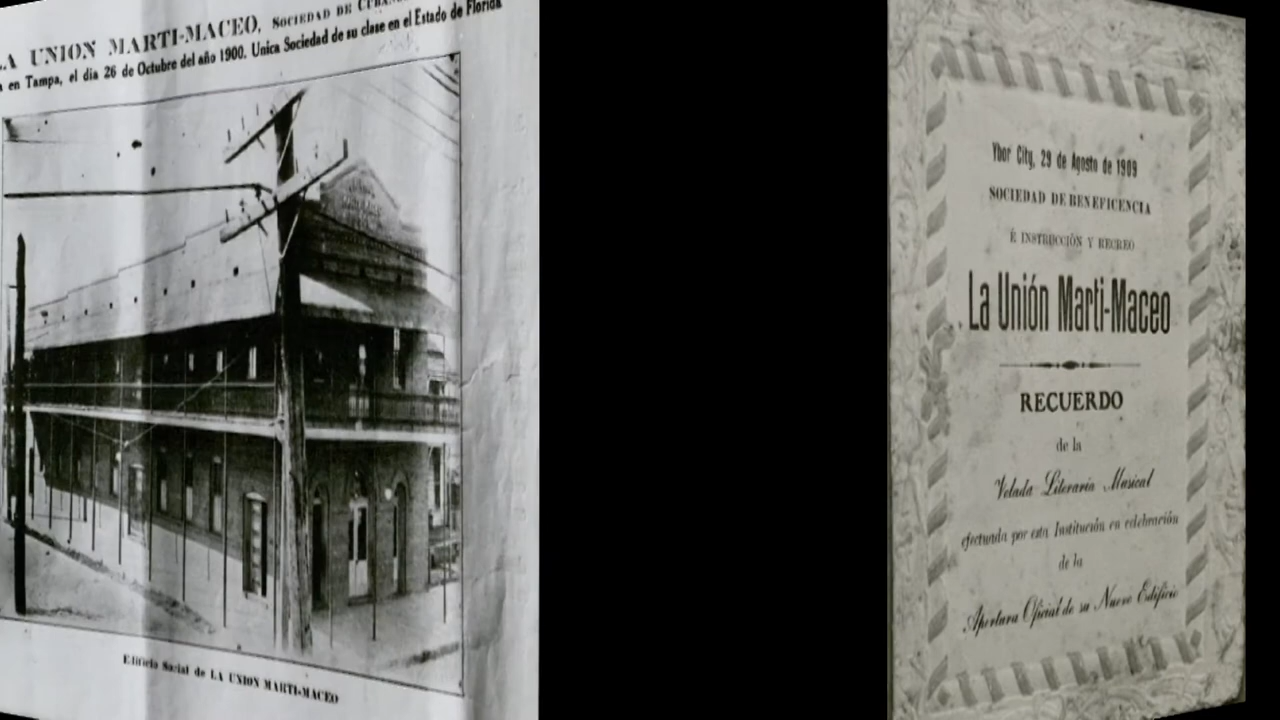 LA UNION MARTI-MACEO, SOCIEDAD DE
en Tampa, el dia 26 de Octubre del año 1900. Unica Sociedad de su clase en el Estado de Florida
Edificio Social de LA UNION MARTI-MACEO
Ybor City, 29 de Agosto de 1909
SOCIEDAD DE BENEFICENCIA
É INSTRUCCIÓN Y RECREO
La Unión Marti-Maceo
RECUERDO
de la
Velada Literaria Musical
efectuada por esta Institución en celebración
de la
Apertura Oficial de su Nuevo Edificio